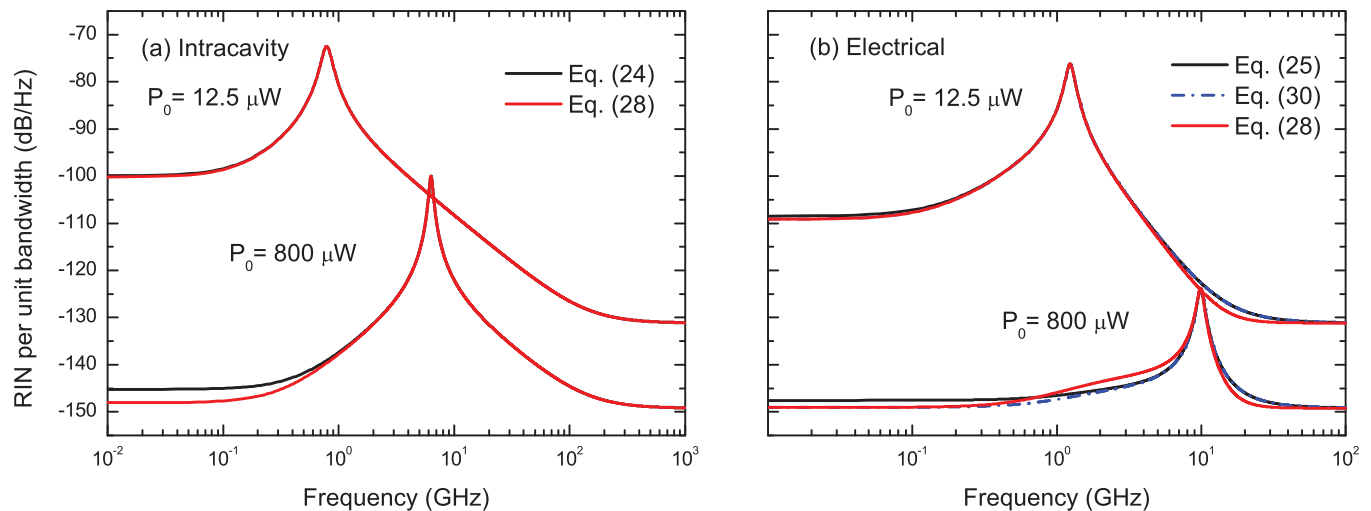 RIN per unit bandwidth (dB/Hz)
-70
-80
-90
-100
-110
-120
-130
-140
-150
(a) Intracavity
P0= 12.5 μW
Eq. (24)
Eq. (28)
P0= 800 μW
10-2 10-1 100 101 102 103
Frequency (GHz)
(b) Electrical
P0= 12.5 μW
Eq. (25)
Eq. (30)
Eq. (28)
P0= 800 μW
10-1 100 101 102
Frequency (GHz)